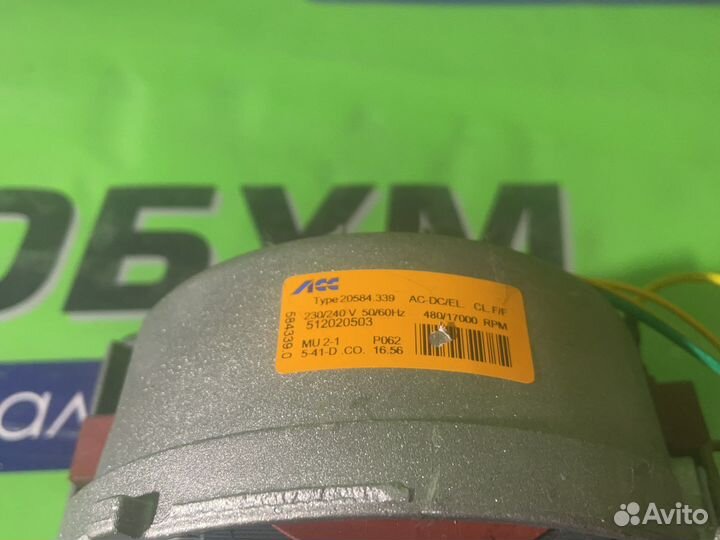 ОБУМ
ал
ACC
Type 20584.339 AC-DC/EL. CL.F/F
230/240 V 50/60Hz 480/17000 RPM
512020503
MU 2-1 P062
5-41-D .CO. 16:56
584339 0
Avito